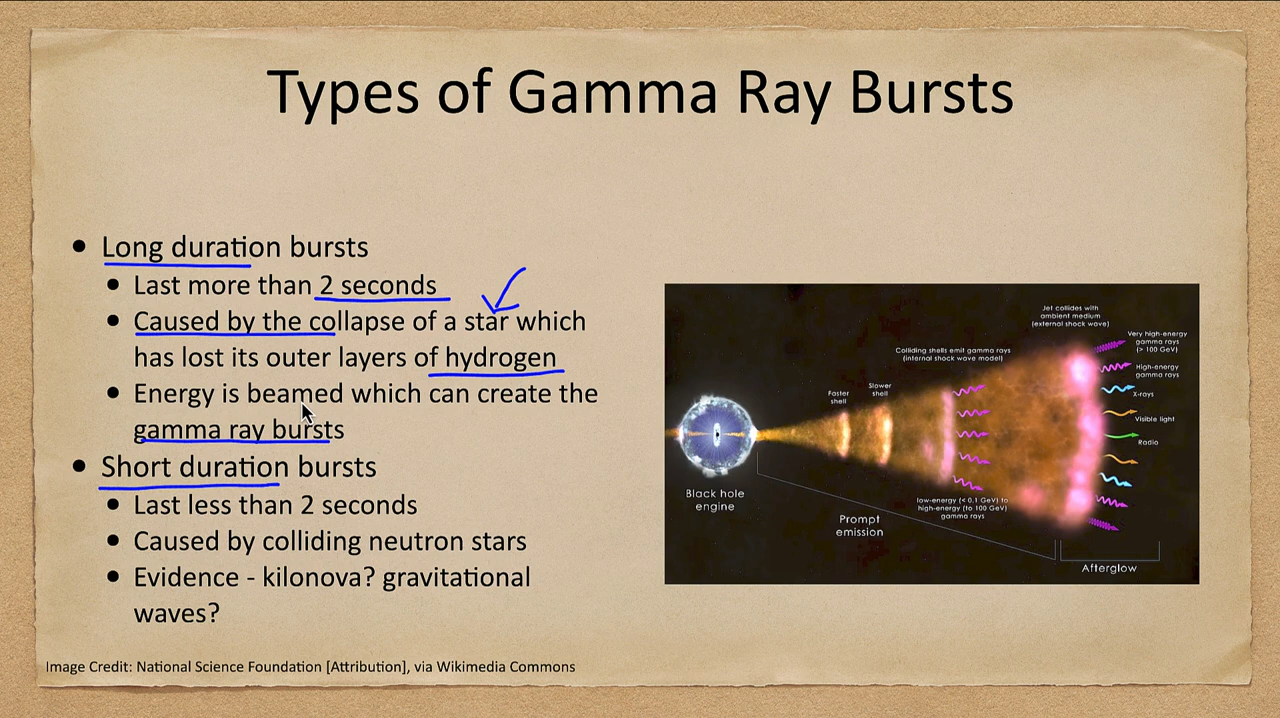 Types of Gamma Ray Bursts
• Long duration bursts
• Last more than 2 seconds
• Caused by the collapse of a star which
has lost its outer layers of hydrogen
• Energy is beamed which can create the
gamma ray bursts
• Short duration bursts
• Last less than 2 seconds
• Caused by colliding neutron stars
• Evidence - kilonova? gravitational
waves?
Jet collides with
ambient medium
(external shock wave)
Very high-energy
gamma rays
(> 100 GeV)
Colliding shells emit gamma rays
(internal shock wave model)
High-energy
gamma rays
Slower
shell
Faster
shell
X-rays
Visible light
Radio
Black hole
engine
low-energy (< 0.1 GeV) to
high-energy (to 100 GeV)
gamma rays
Prompt
emission
Afterglow
Image Credit: National Science Foundation [Attribution], via Wikimedia Commons